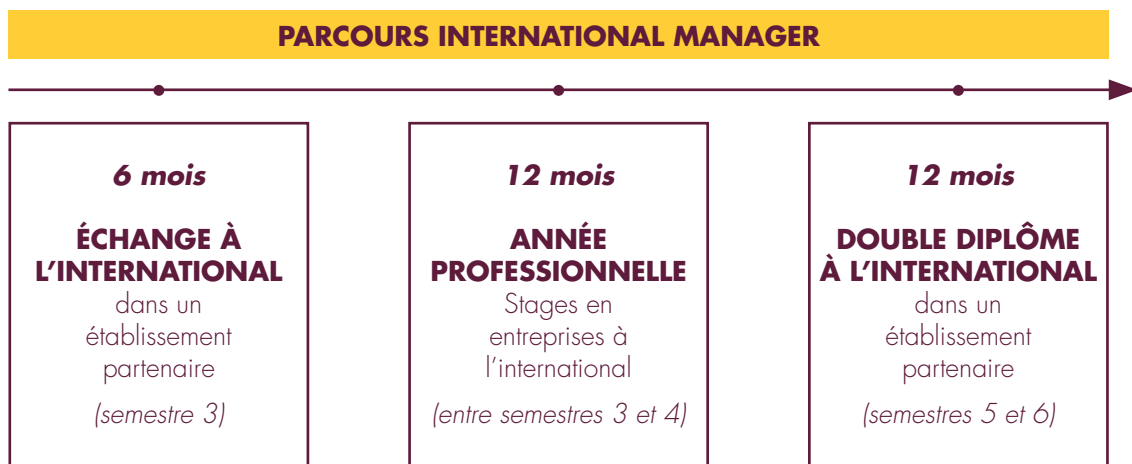 PARCOURS INTERNATIONAL MANAGER
6 mois
ÉCHANGE À
L’INTERNATIONAL
dans un
établissement
partenaire
(semestre 3)
12 mois
ANNÉE
PROFESSIONNELLE
Stages en
entreprises à
l’international
(entre semestres 3 et 4)
12 mois
DOUBLE DIPLÔME
À L’INTERNATIONAL
dans un
établissement
partenaire
(semestres 5 et 6)